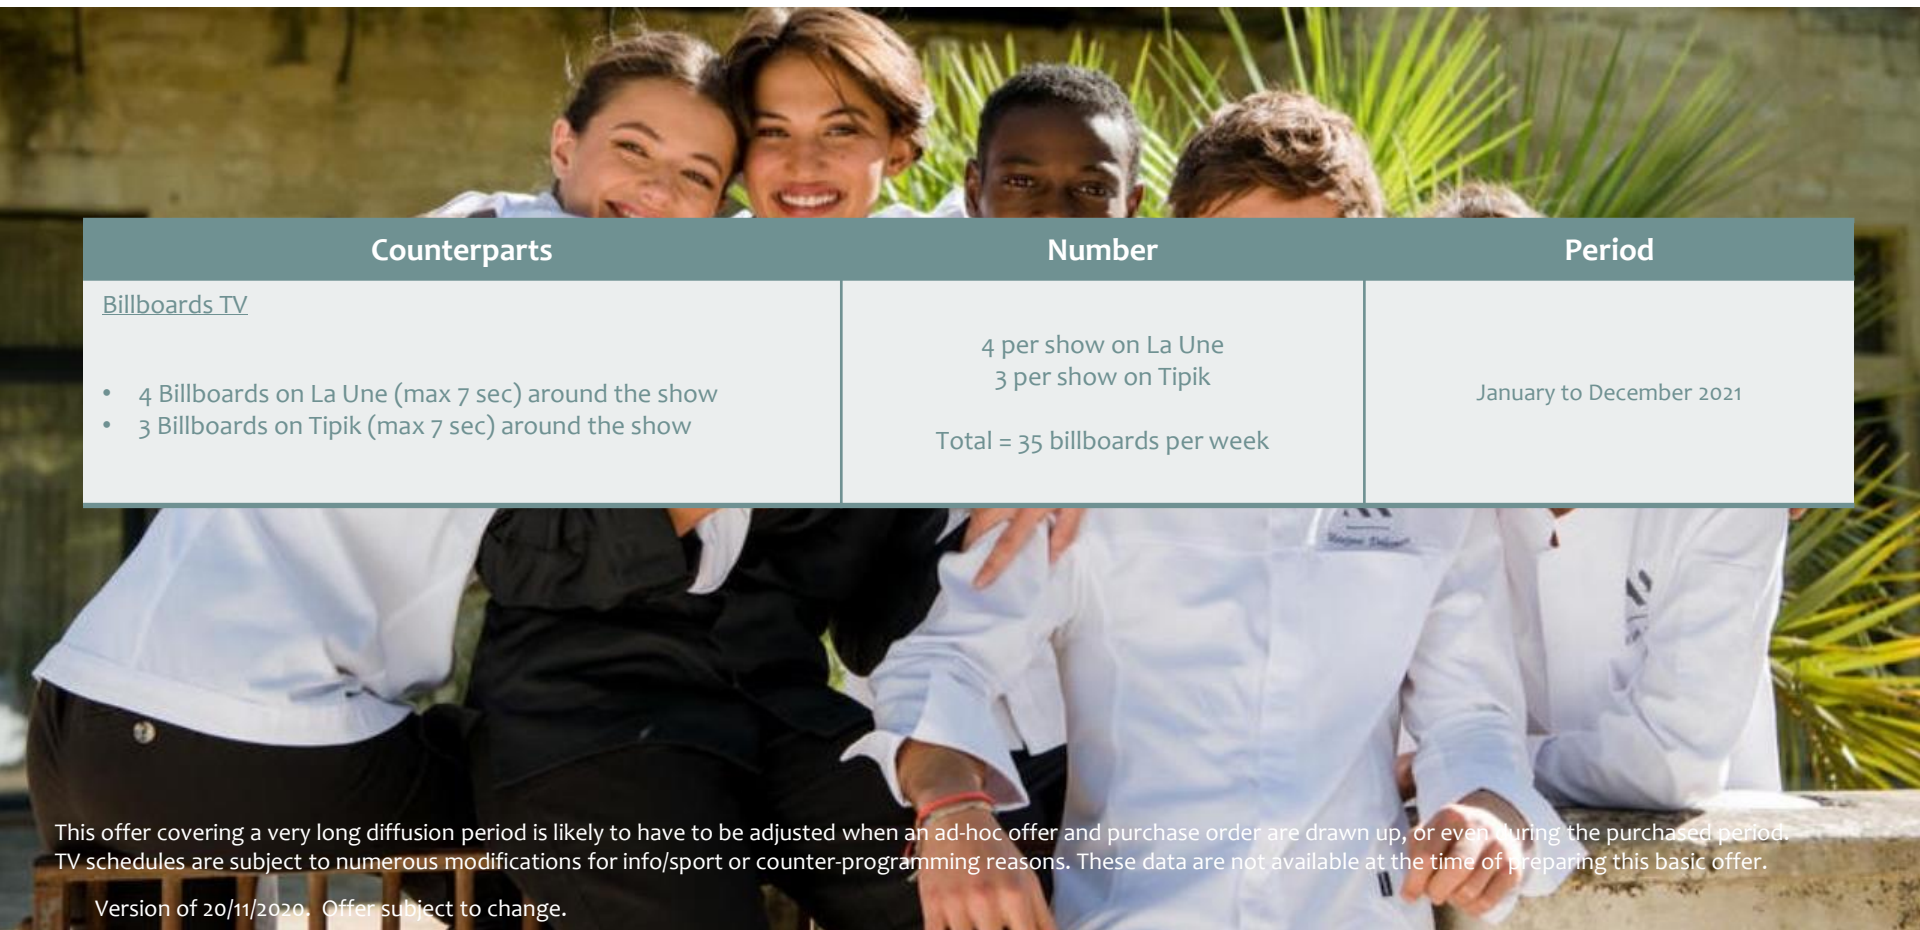 Counterparts
Number
Period
Billboards TV
• 4 Billboards on La Une (max 7 sec) around the show
• 3 Billboards on Tipik (max 7 sec) around the show
4 per show on La Une
3 per show on Tipik
Total = 35 billboards per week
January to December 2021
This offer covering a very long diffusion period is likely to have to be adjusted when an ad-hoc offer and purchase order are drawn up, or even during the purchased period.
TV schedules are subject to numerous modifications for info/sport or counter-programming reasons. These data are not available at the time of preparing this basic offer.
Version of 20/11/2020. Offer subject to change.